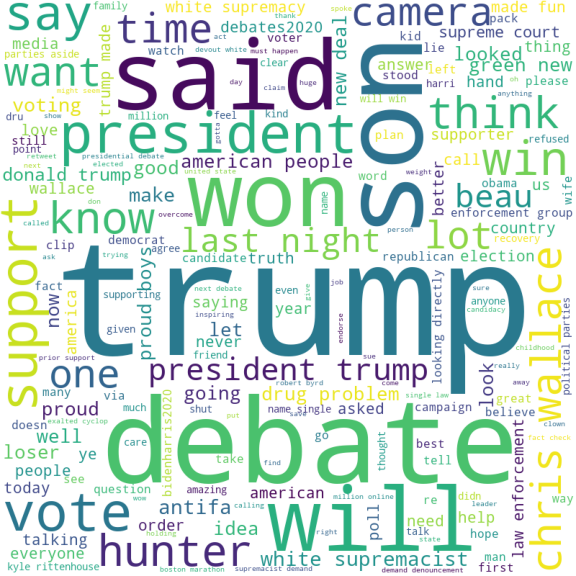 say
media
parties aside
want
devout white
voting
love
dru
still
point
family
thank
act
white supremacy
watch
time
trump made
must happen
debates2020
voter
clear
new deal
camera
kid
lie
answer
stood
looked
hand
harri
left
made fun
pack
supreme court
thing
green new
please
said
president
million
day
claim
huge
feel
kind
gotta
son
plan
will win
think
supporter
call
oh
anything
refused
win
donald trump
wallace
good
american people
word
weight
better
obama
us
wife
retweet
presidential debate
next
elected
united state
show
don
know
make
won
name
beau
enforcement group
country
recovery
lot
called
overcome
last night
person
support
ask
trying
clip
democrat
agree
candidate
truth
republican
election
now
fact
america
proud boys
supporting
given
inspiring
saying
year
next debate
even
give
job
endorse
looking directly
sure
anyone
candidacy
trump
let
never
friend
prior support
one
many
via
president trump
sue
look
childhood
really
away
wallace
political parties
robert byrd
come
going
drug problem
single law
great
believe
exalted cyclop
much
proud
doesn
well
loser
ye
people
see
today
question
bidenharris2020
shut
save
put
name single
asked
campaign
clown
fact check
debate
care
take
go
find
thought
best
tell
law enforcement
wow
amazing
calling
american
million online
leader
re
didn
way
vote
antifa
order
idea
will
poll
talk
need
help
hope
state
talking
everyone
holding
right
hunter
white supremacist
man
first
chris
kyle rittenhouse
boston marathon
supremacist demand
demand denouncement